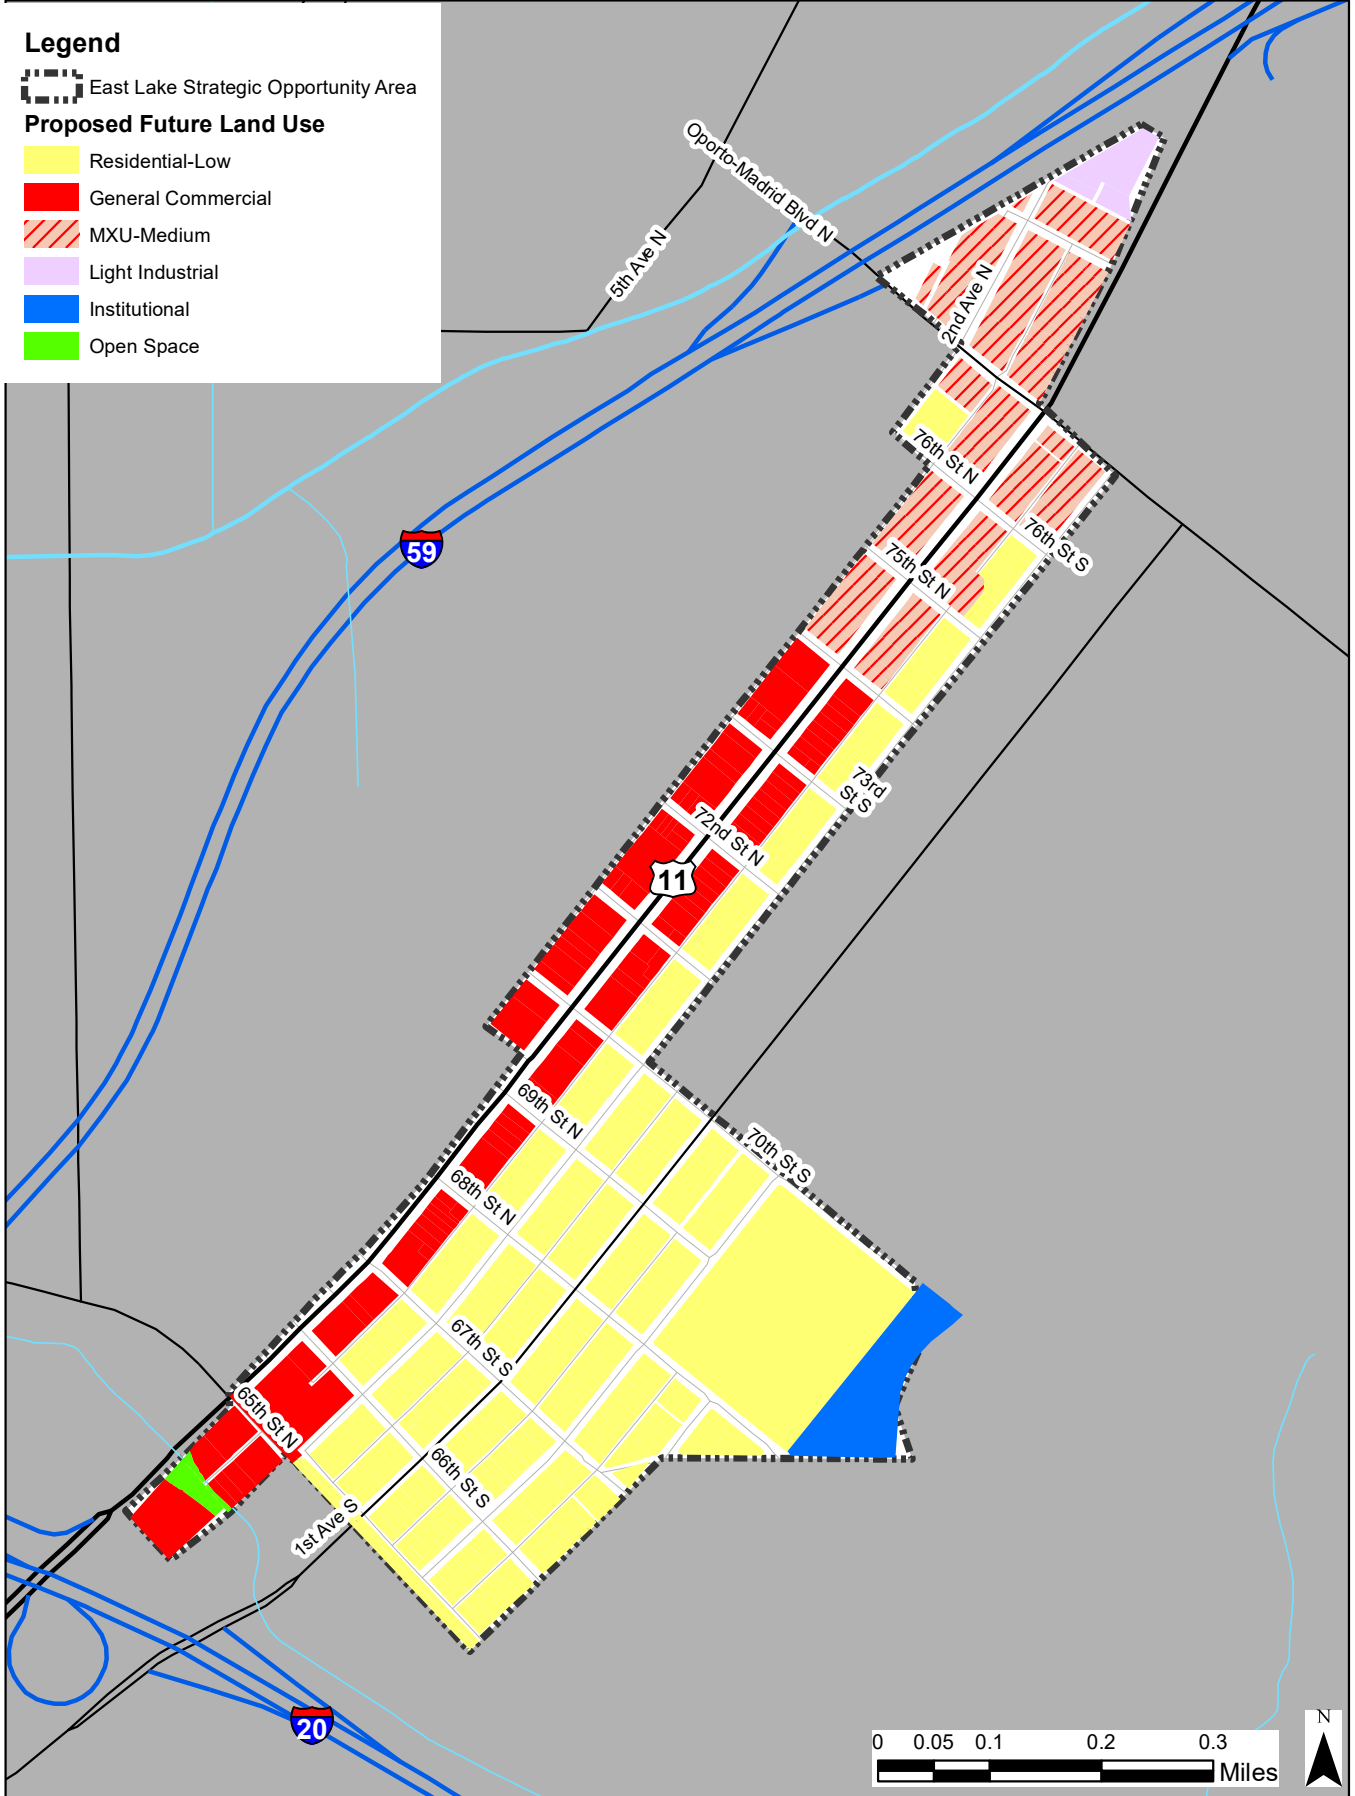 Legend
East Lake Strategic Opportunity Area
Proposed Future Land Use
Residential-Low
General Commercial
MXU-Medium
Light Industrial
Institutional
Open Space
Oporto-Madrid Blvd N
5th Ave N
2nd Ave N
76th St N
76th St S
59
75th St N
73rd
St S
72nd St N
11
69th St N
70th St S
68th St N
67th St S
65th St N
66th St S
1st Ave S
20
0 0.05 0.1 0.2 0.3
Miles
N